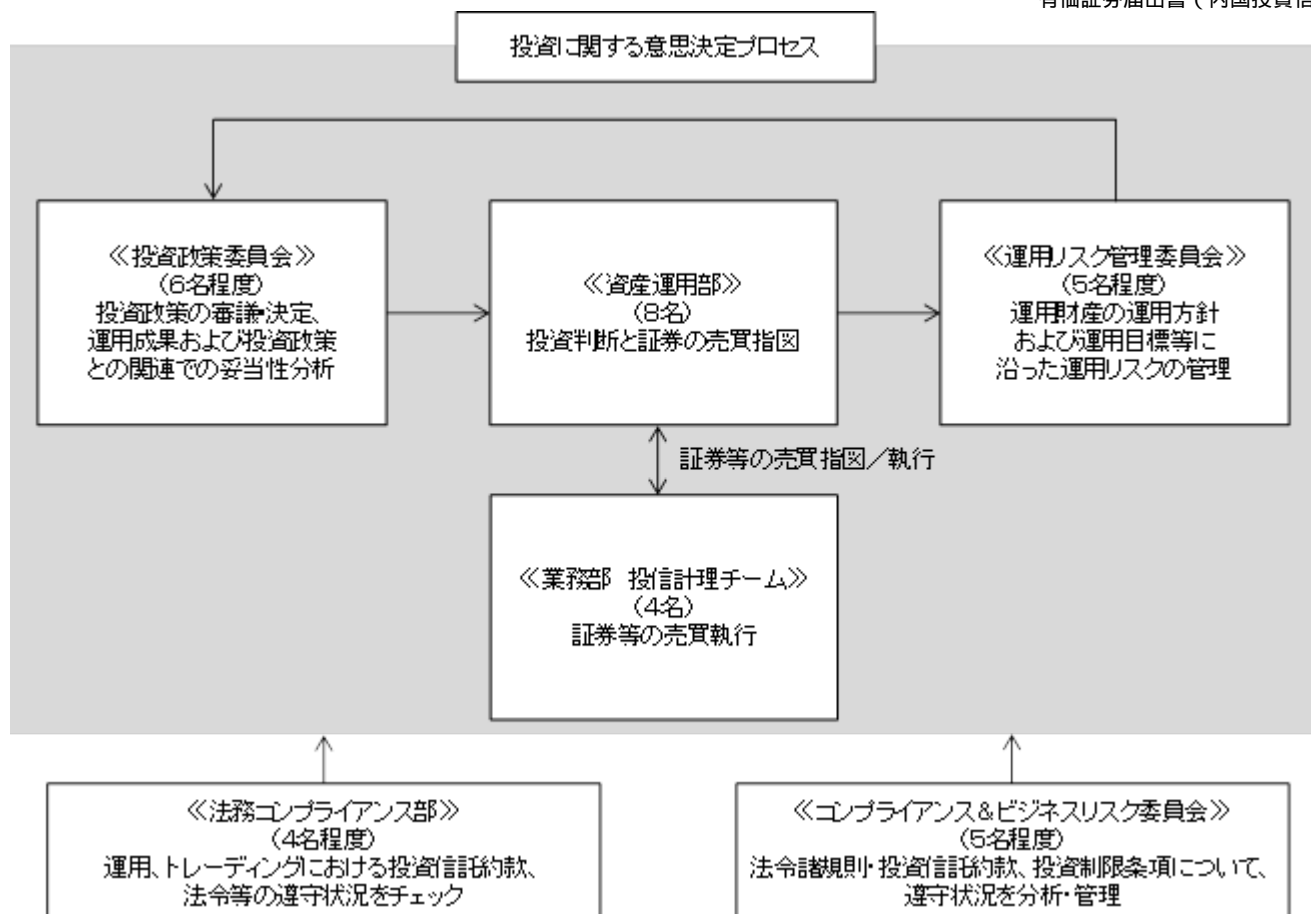 有価証券届出書（内国投資信
投資に関する意思決定プロセス
≪投資政策委員会≫
(6名程度)
投資政策の審議・決定、
運用成果および投資政策
との関連での妥当性分析
≪資産運用部≫
(8名)
投資判断と証券の売買指図
≪運用リスク管理委員会≫
(5名程度)
運用財産の運用方針
および運用目標等に
沿った運用リスクの管理
証券等の売買指図／執行
≪業務部　投信計理チーム≫
(4名)
証券等の売買執行
≪法務コンプライアンス部≫
(4名程度)
運用、トレーディングにおける投資信託約款、
法令等の遵守状況をチェック
≪コンプライアンス＆ビジネスリスク委員会≫
(5名程度)
法令諸規則・投資信託約款、投資制限条項について、
遵守状況を分析・管理